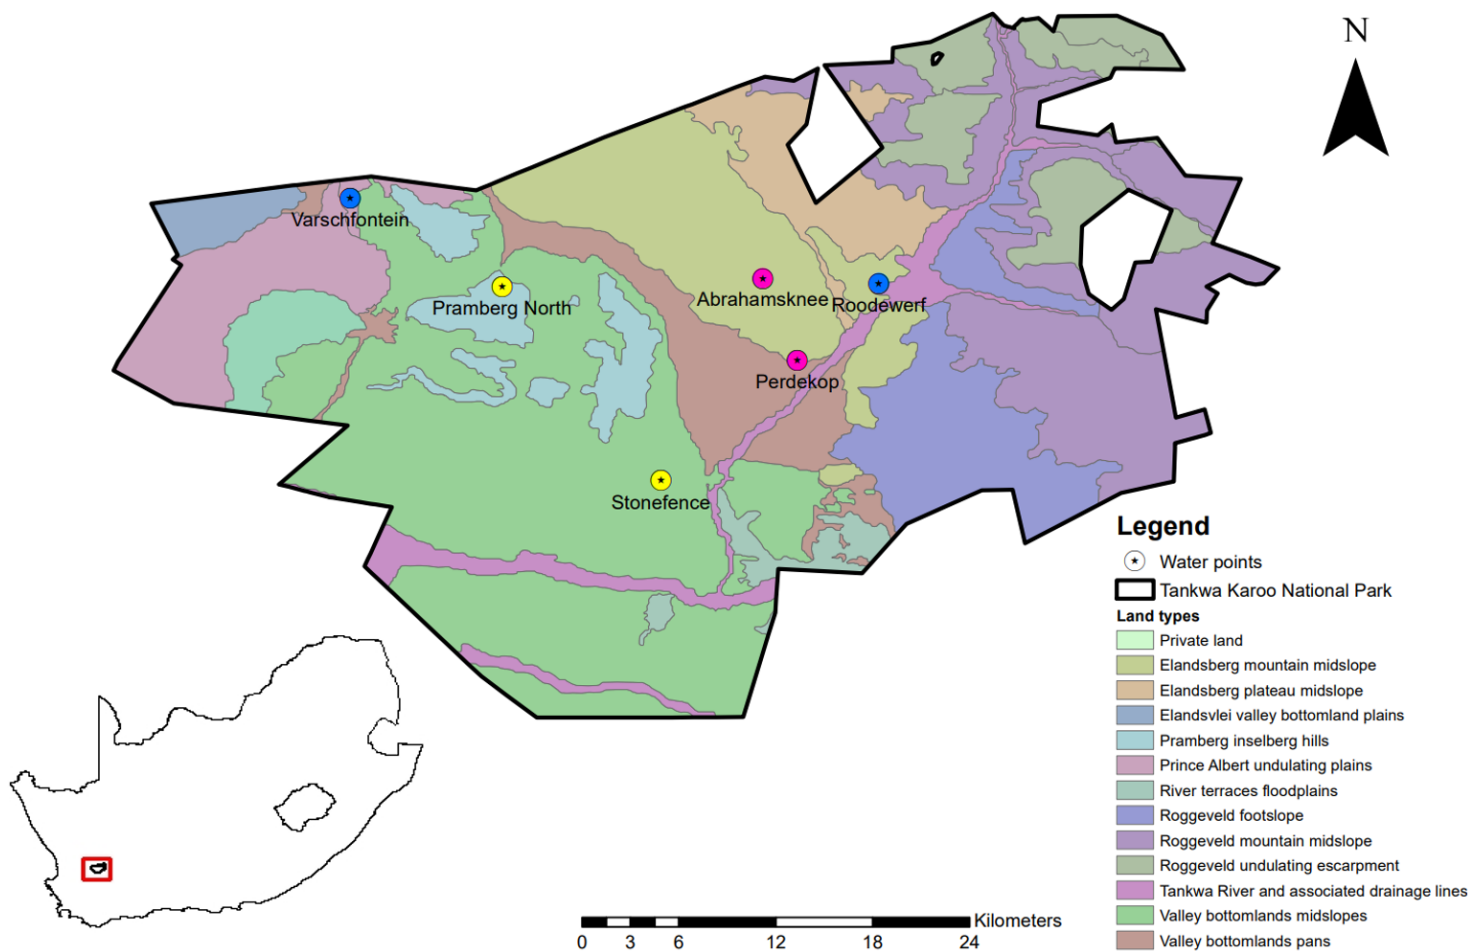 N
Varschfontein
Pramberg North
Abrahamsknee
Roodewerf
Perdekop
Stonefence
Legend
Water points
Tankwa Karoo National Park
Land types
Private land
Elandsberg mountain midslope
Elandsberg plateau midslope
Elandsvlei valley bottomland plains
Pramberg inselberg hills
Prince Albert undulating plains
River terraces floodplains
Roggeveld footslope
Roggeveld mountain midslope
Roggeveld undulating escarpment
Tankwa River and associated drainage lines
Valley bottomlands midslopes
Valley bottomlands pans
Kilometers
0 3 6 12 18 24